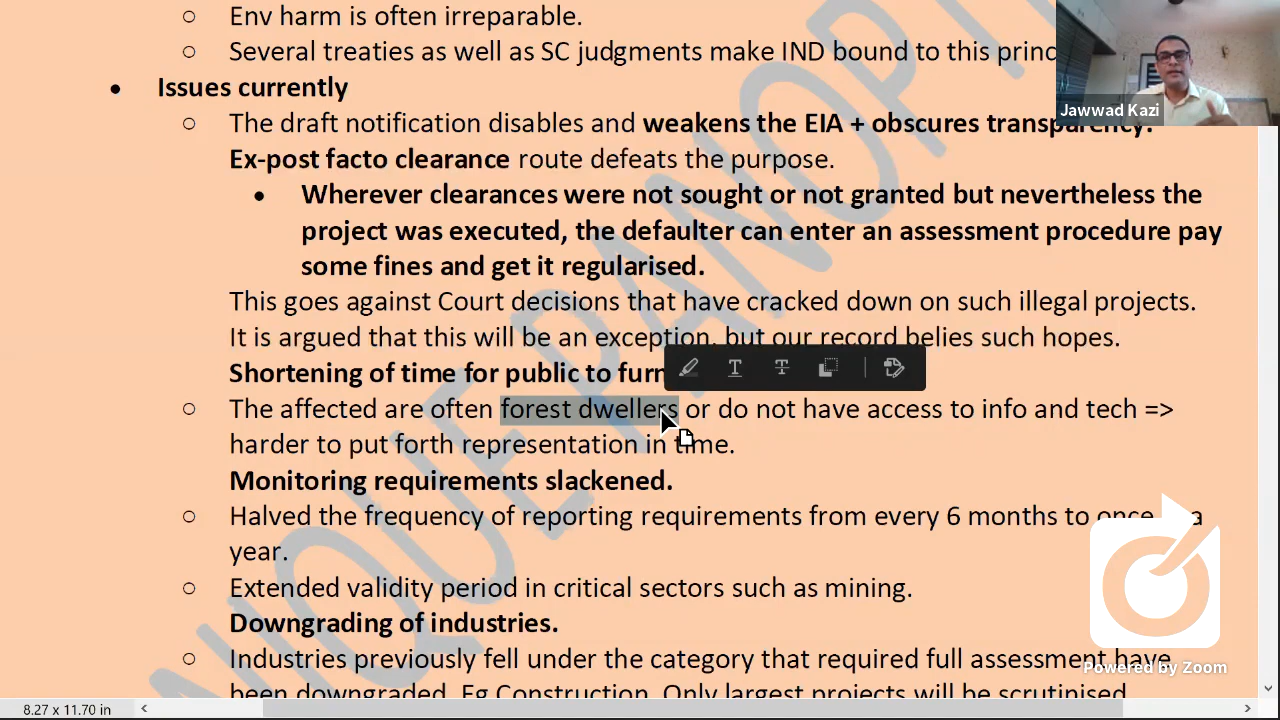 Env harm is often irreparable.
Several treaties as well as SC judgments make IND bound to this princ
Issues currently
Jawwad Kazi
The draft notification disables and weakens the EIA + obscures transparency.
Ex-post facto clearance route defeats the purpose.
Wherever clearances were not sought or not granted but nevertheless the
project was executed, the defaulter can enter an assessment procedure pay
some fines and get it regularised.
This goes against Court decisions that have cracked down on such illegal projects.
It is argued that this will be an exception, but our record belies such hopes.
Shortening of time for public to furn
The affected are often forest dwellers or do not have access to info and tech =>
harder to put forth representation in time.
Monitoring requirements slackened.
Halved the frequency of reporting requirements from every 6 months to once a
year.
Extended validity period in critical sectors such as mining.
Downgrading of industries.
Industries previously fell under the category that required full assessment have
been downgraded. Eg Construction. Only largest projects will be scrutinised
Powered by Zoom
8.27 x 11.70 in